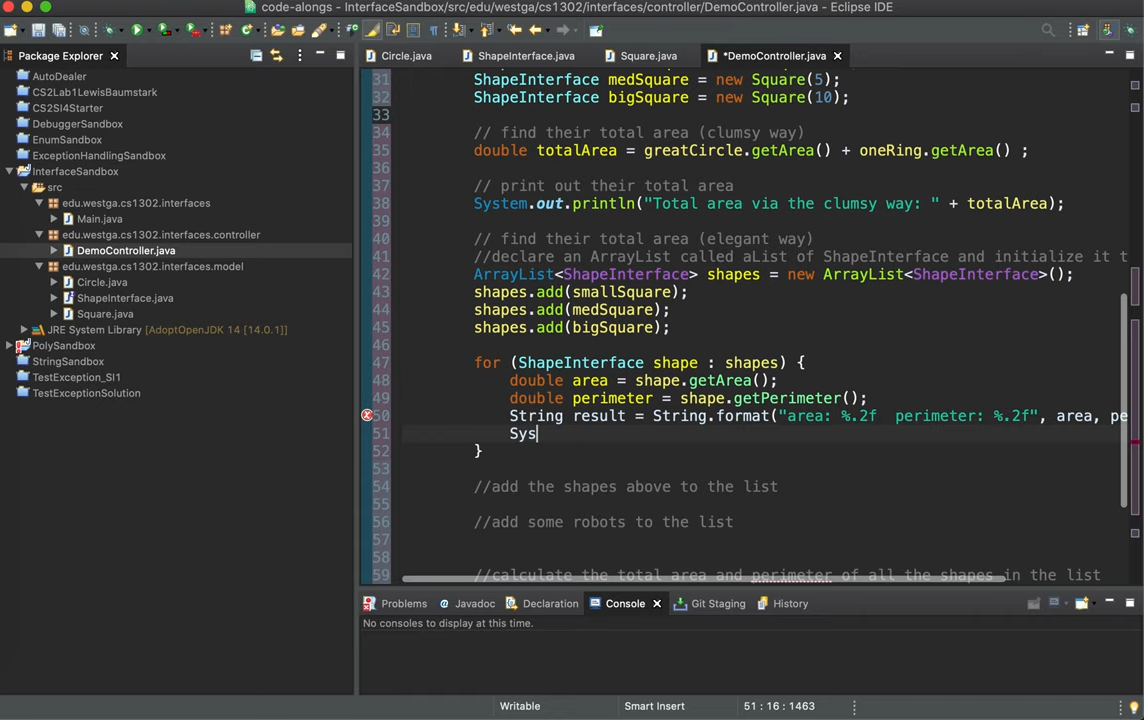 code-alongs - InterfaceSandbox/src/edu/westga/cs1302/interfaces/controller/DemoController.java - Eclipse IDE
Package Explorer
Circle.java
ShapeInterface.java
Square.java
*DemoController.java
AutoDealer
CS2Lab1LewisBaumstark
CS2Si4Starter
DebuggerSandbox
EnumSandbox
ExceptionHandlingSandbox
InterfaceSandbox
src
edu.westga.cs1302.interfaces
Main.java
edu.westga.cs1302.interfaces.controller
DemoController.java
edu.westga.cs1302.interfaces.model
Circle.java
ShapeInterface.java
Square.java
JRE System Library [AdoptOpenJDK 14 [14.0.1]]
PolySandbox
StringSandbox
TestException_SI1
TestExceptionSolution
31 ShapeInterface medSquare = new Square(5);
32 ShapeInterface bigSquare = new Square(10);
33
34 // find their total area (clumsy way)
35 double totalArea = greatCircle.getArea() + oneRing.getArea() ;
36
37 // print out their total area
38 System.out.println("Total area via the clumsy way: " + totalArea);
39
40 // find their total area (elegant way)
41 //declare an ArrayList called aList of ShapeInterface and initialize it t
42 ArrayList<ShapeInterface> shapes = new ArrayList<ShapeInterface>();
43 shapes.add(smallSquare);
44 shapes.add(medSquare);
45 shapes.add(bigSquare);
46
47 for (ShapeInterface shape : shapes) {
48 double area = shape.getArea();
49 double perimeter = shape.getPerimeter();
50 String result = String.format("area: %.2f  perimeter: %.2f", area, pe
51 Sys
52 }
53
54 //add the shapes above to the list
55
56 //add some robots to the list
57
58
59 //calculate the total area and perimeter of all the shapes in the list
Problems
@ Javadoc
Declaration
Console
Git Staging
History
No consoles to display at this time.
Writable
Smart Insert
51 : 16 : 1463